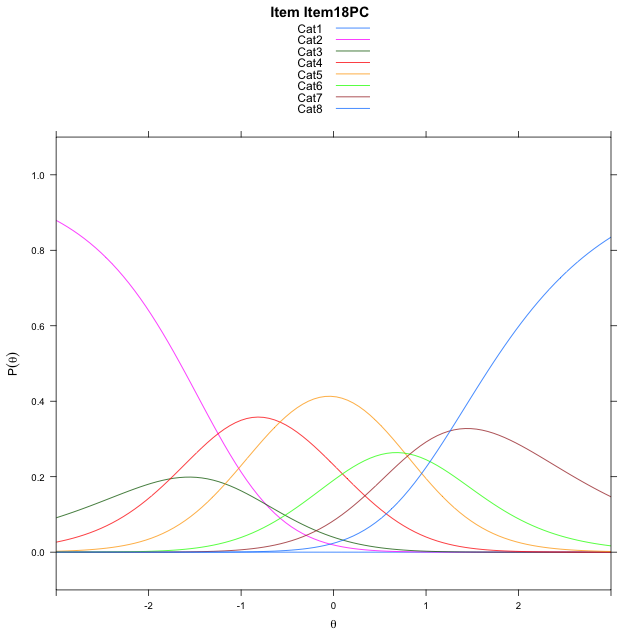 Item Item18PC
Cat1
Cat2
Cat3
Cat4
Cat5
Cat6
Cat7
Cat8
1.0
0.8
0.6
0.4
0.2
0.0
P(θ)
-2 -1 0 1 2
θ